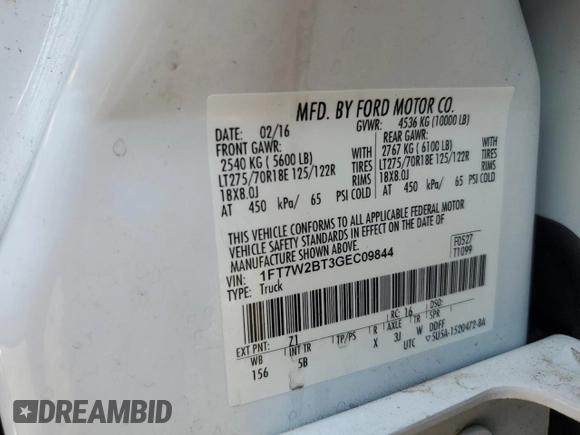 MFD. BY FORD MOTOR CO.
DATE: 02/16 GVWR: 4536 KG (10000 LB)
FRONT GAWR: REAR GAWR:
2540 KG ( 5600 LB) WITH 2767 KG ( 6100 LB) WITH
LT275/70R18E 125/122R TIRES LT275/70R18E 125/122R TIRES
18X8.0J RIMS 18X8.0J RIMS
AT 450 kPa/ 65 PSI COLD AT 450 kPa/ 65 PSI COLD
THIS VEHICLE CONFORMS TO ALL APPLICABLE FEDERAL MOTOR
VEHICLE SAFETY STANDARDS IN EFFECT ON THE DATE OF
MANUFACTURE SHOWN ABOVE.
VIN: 1FT7W2BT3GEC09844 F0527
TYPE: Truck T1099
EXT PNT: Z1 RC: 16 DSO:
WB INT TR TP/PS R AXLE TR SPR
156 5B X 3J W DDFF
UTC 5U5A-1520472-BA
DREAMBID